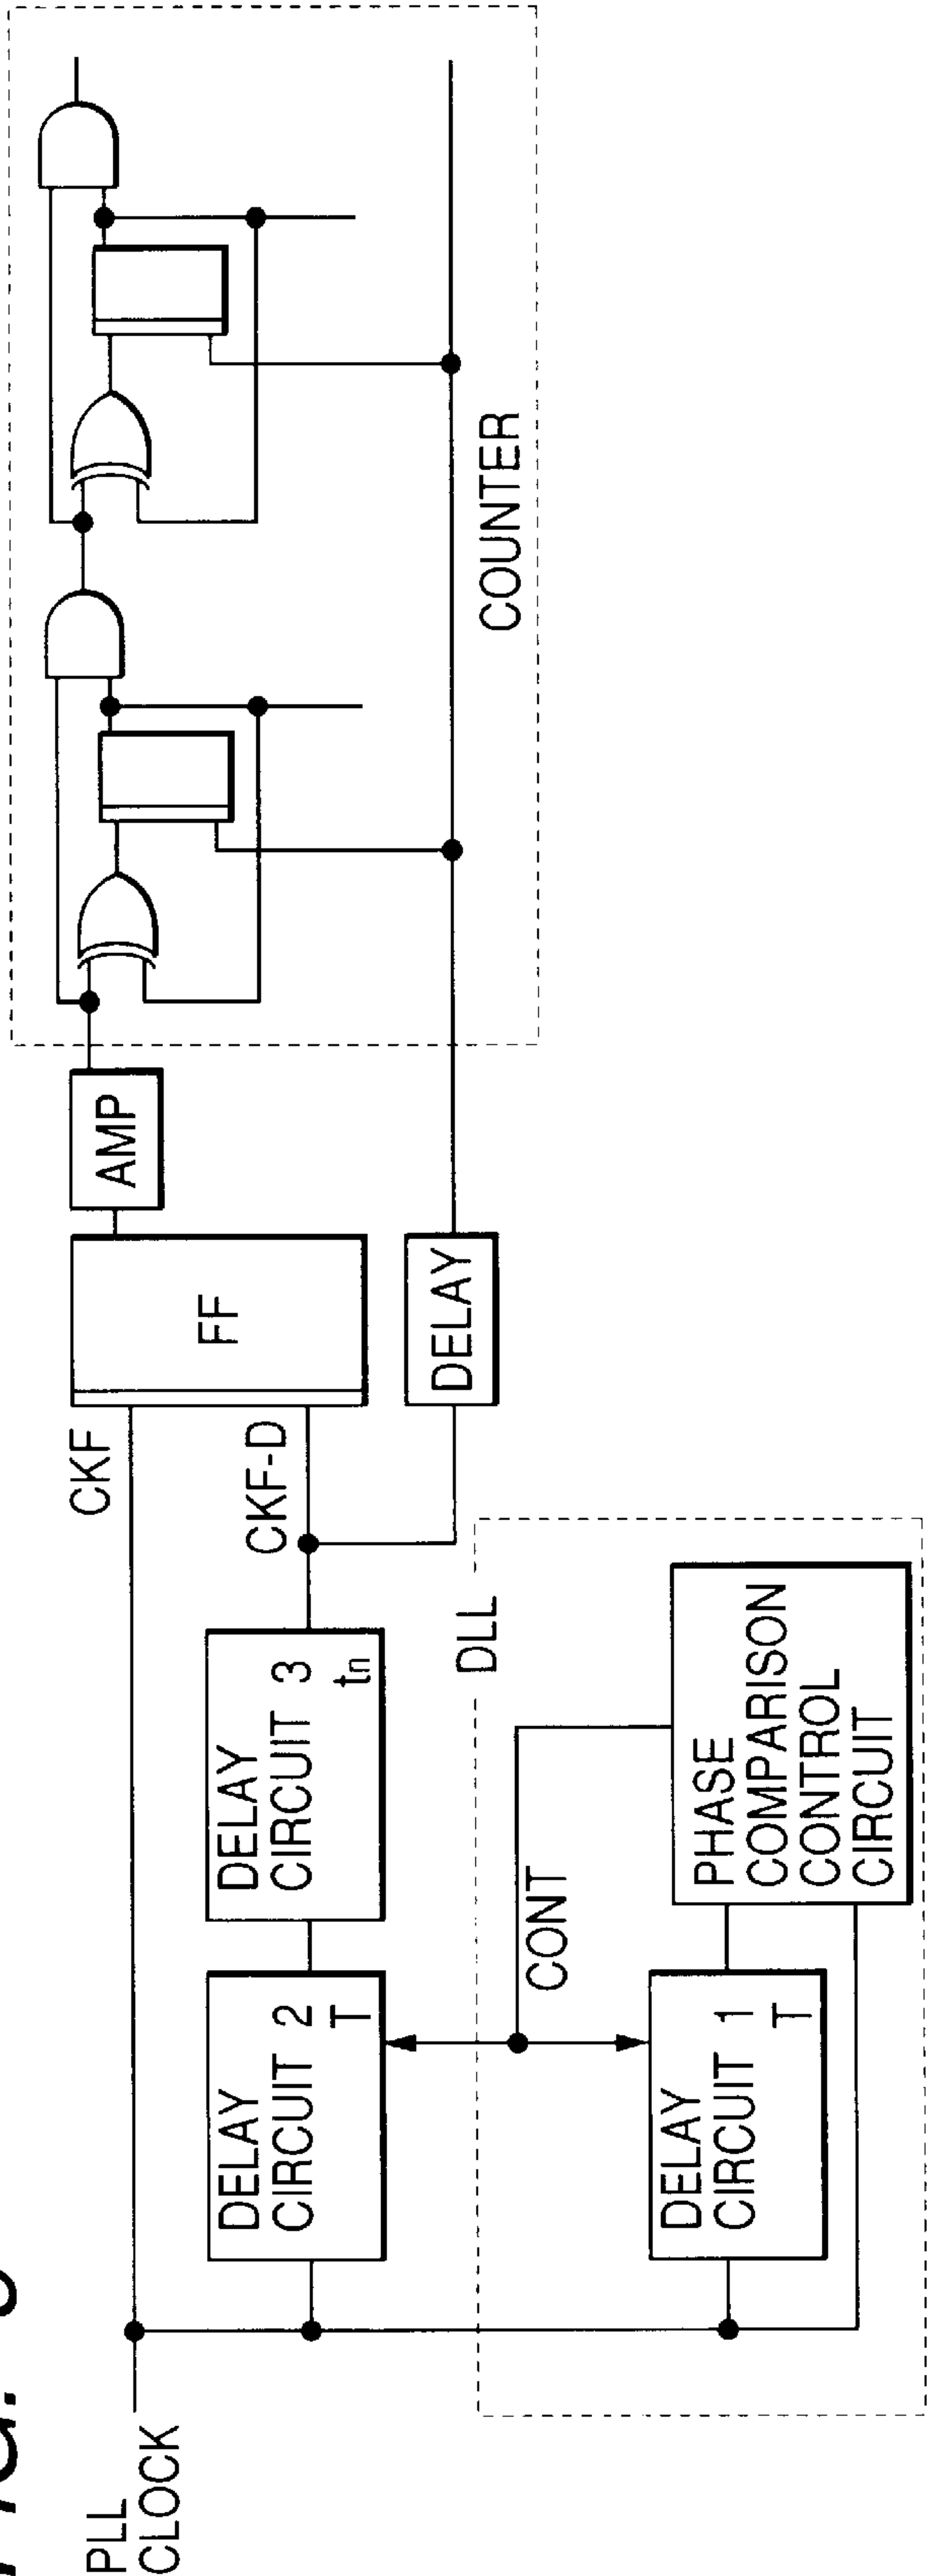 PLL
CLOCK
CKF
CKF-D
FF
AMP
DELAY
DELAY
CIRCUIT 2
T
DELAY
CIRCUIT 3
tn
DLL
CONT
DELAY
CIRCUIT 1
T
PHASE
COMPARISON
CONTROL
CIRCUIT
COUNTER